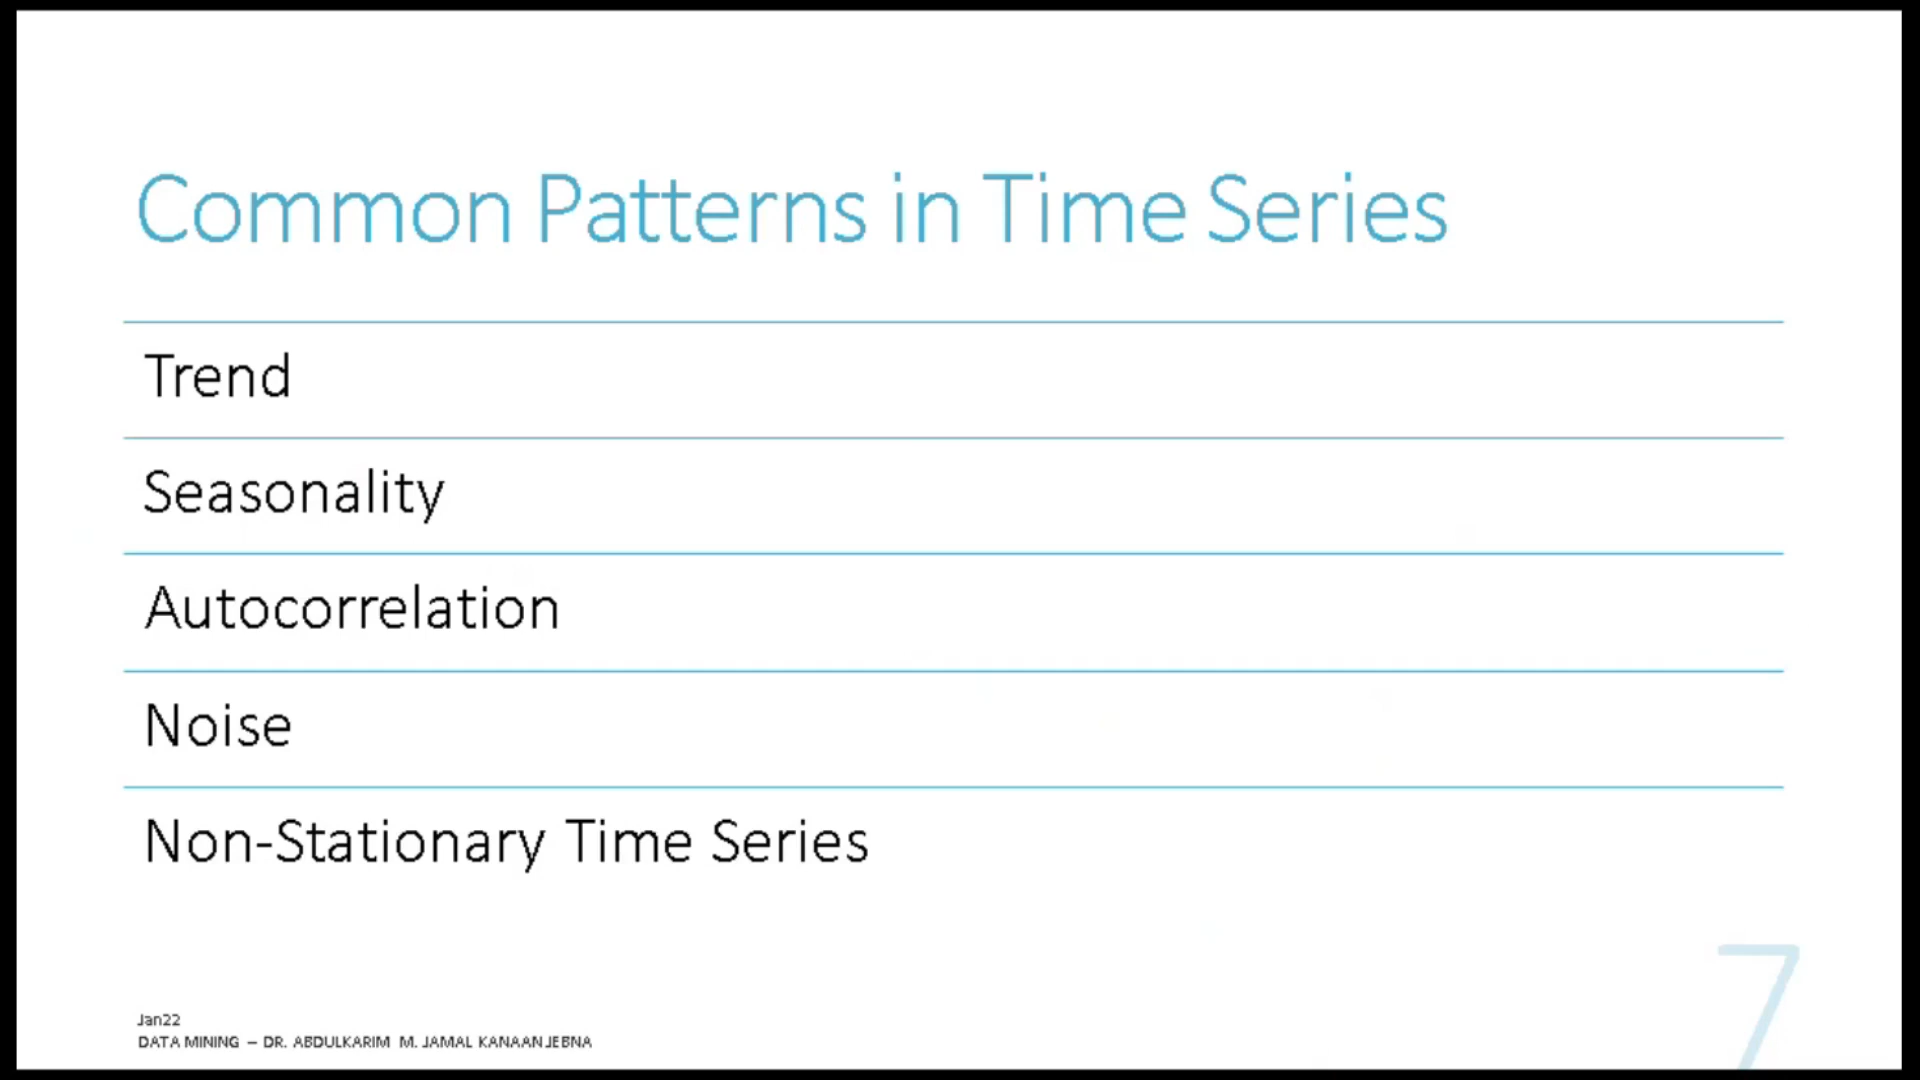 Common Patterns in Time Series
Trend
Seasonality
Autocorrelation
Noise
Non-Stationary Time Series
7
Jan22
DATA MINING – DR. ABDULKARIM M. JAMAL KANAAN JEBNA